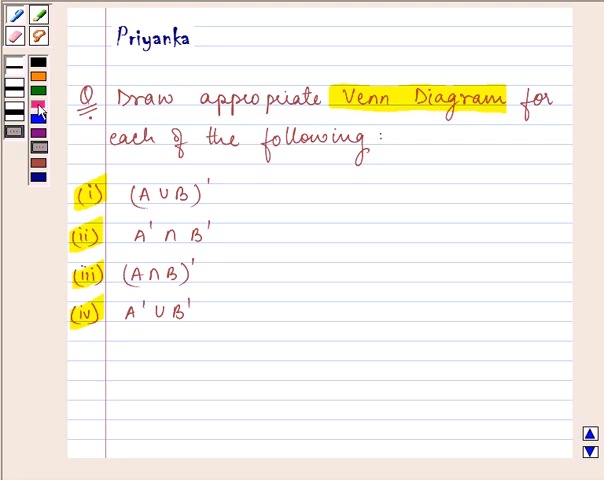 Priyanka
Q Draw appropriate Venn Diagram for
each of the following :
(i) (A ∪ B)'
(ii) A' ∩ B'
(iii) (A ∩ B)'
(iv) A' ∪ B'